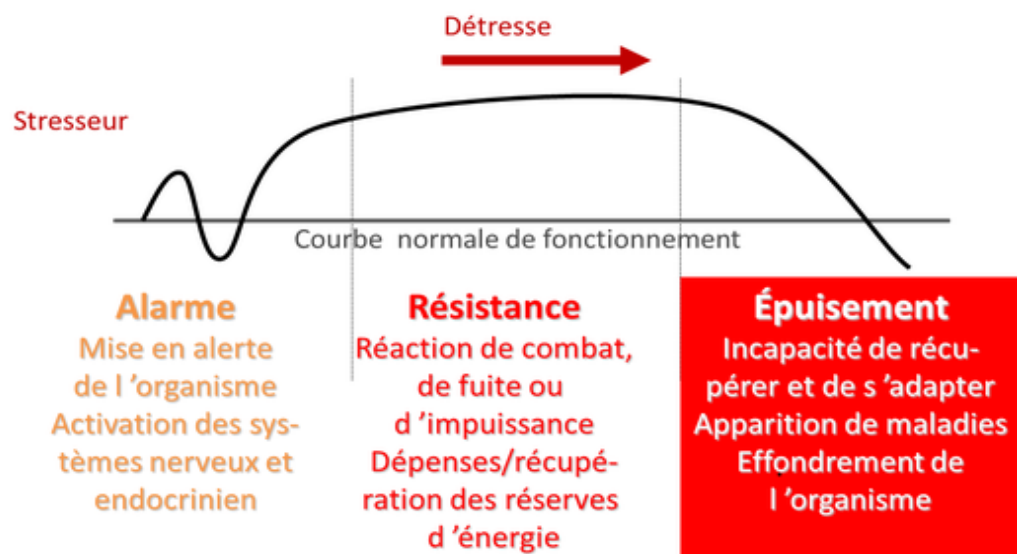 Détresse
Stresseur
Courbe normale de fonctionnement
Alarme
Mise en alerte
de l ’organisme
Activation des sys-
tèmes nerveux et
endocrinien
Résistance
Réaction de combat,
de fuite ou
d ’impuissance
Dépenses/récupé-
ration des réserves
d ’énergie
Épuisement
Incapacité de récu-
pérer et de s ’adapter
Apparition de maladies
Effondrement de
l ’organisme